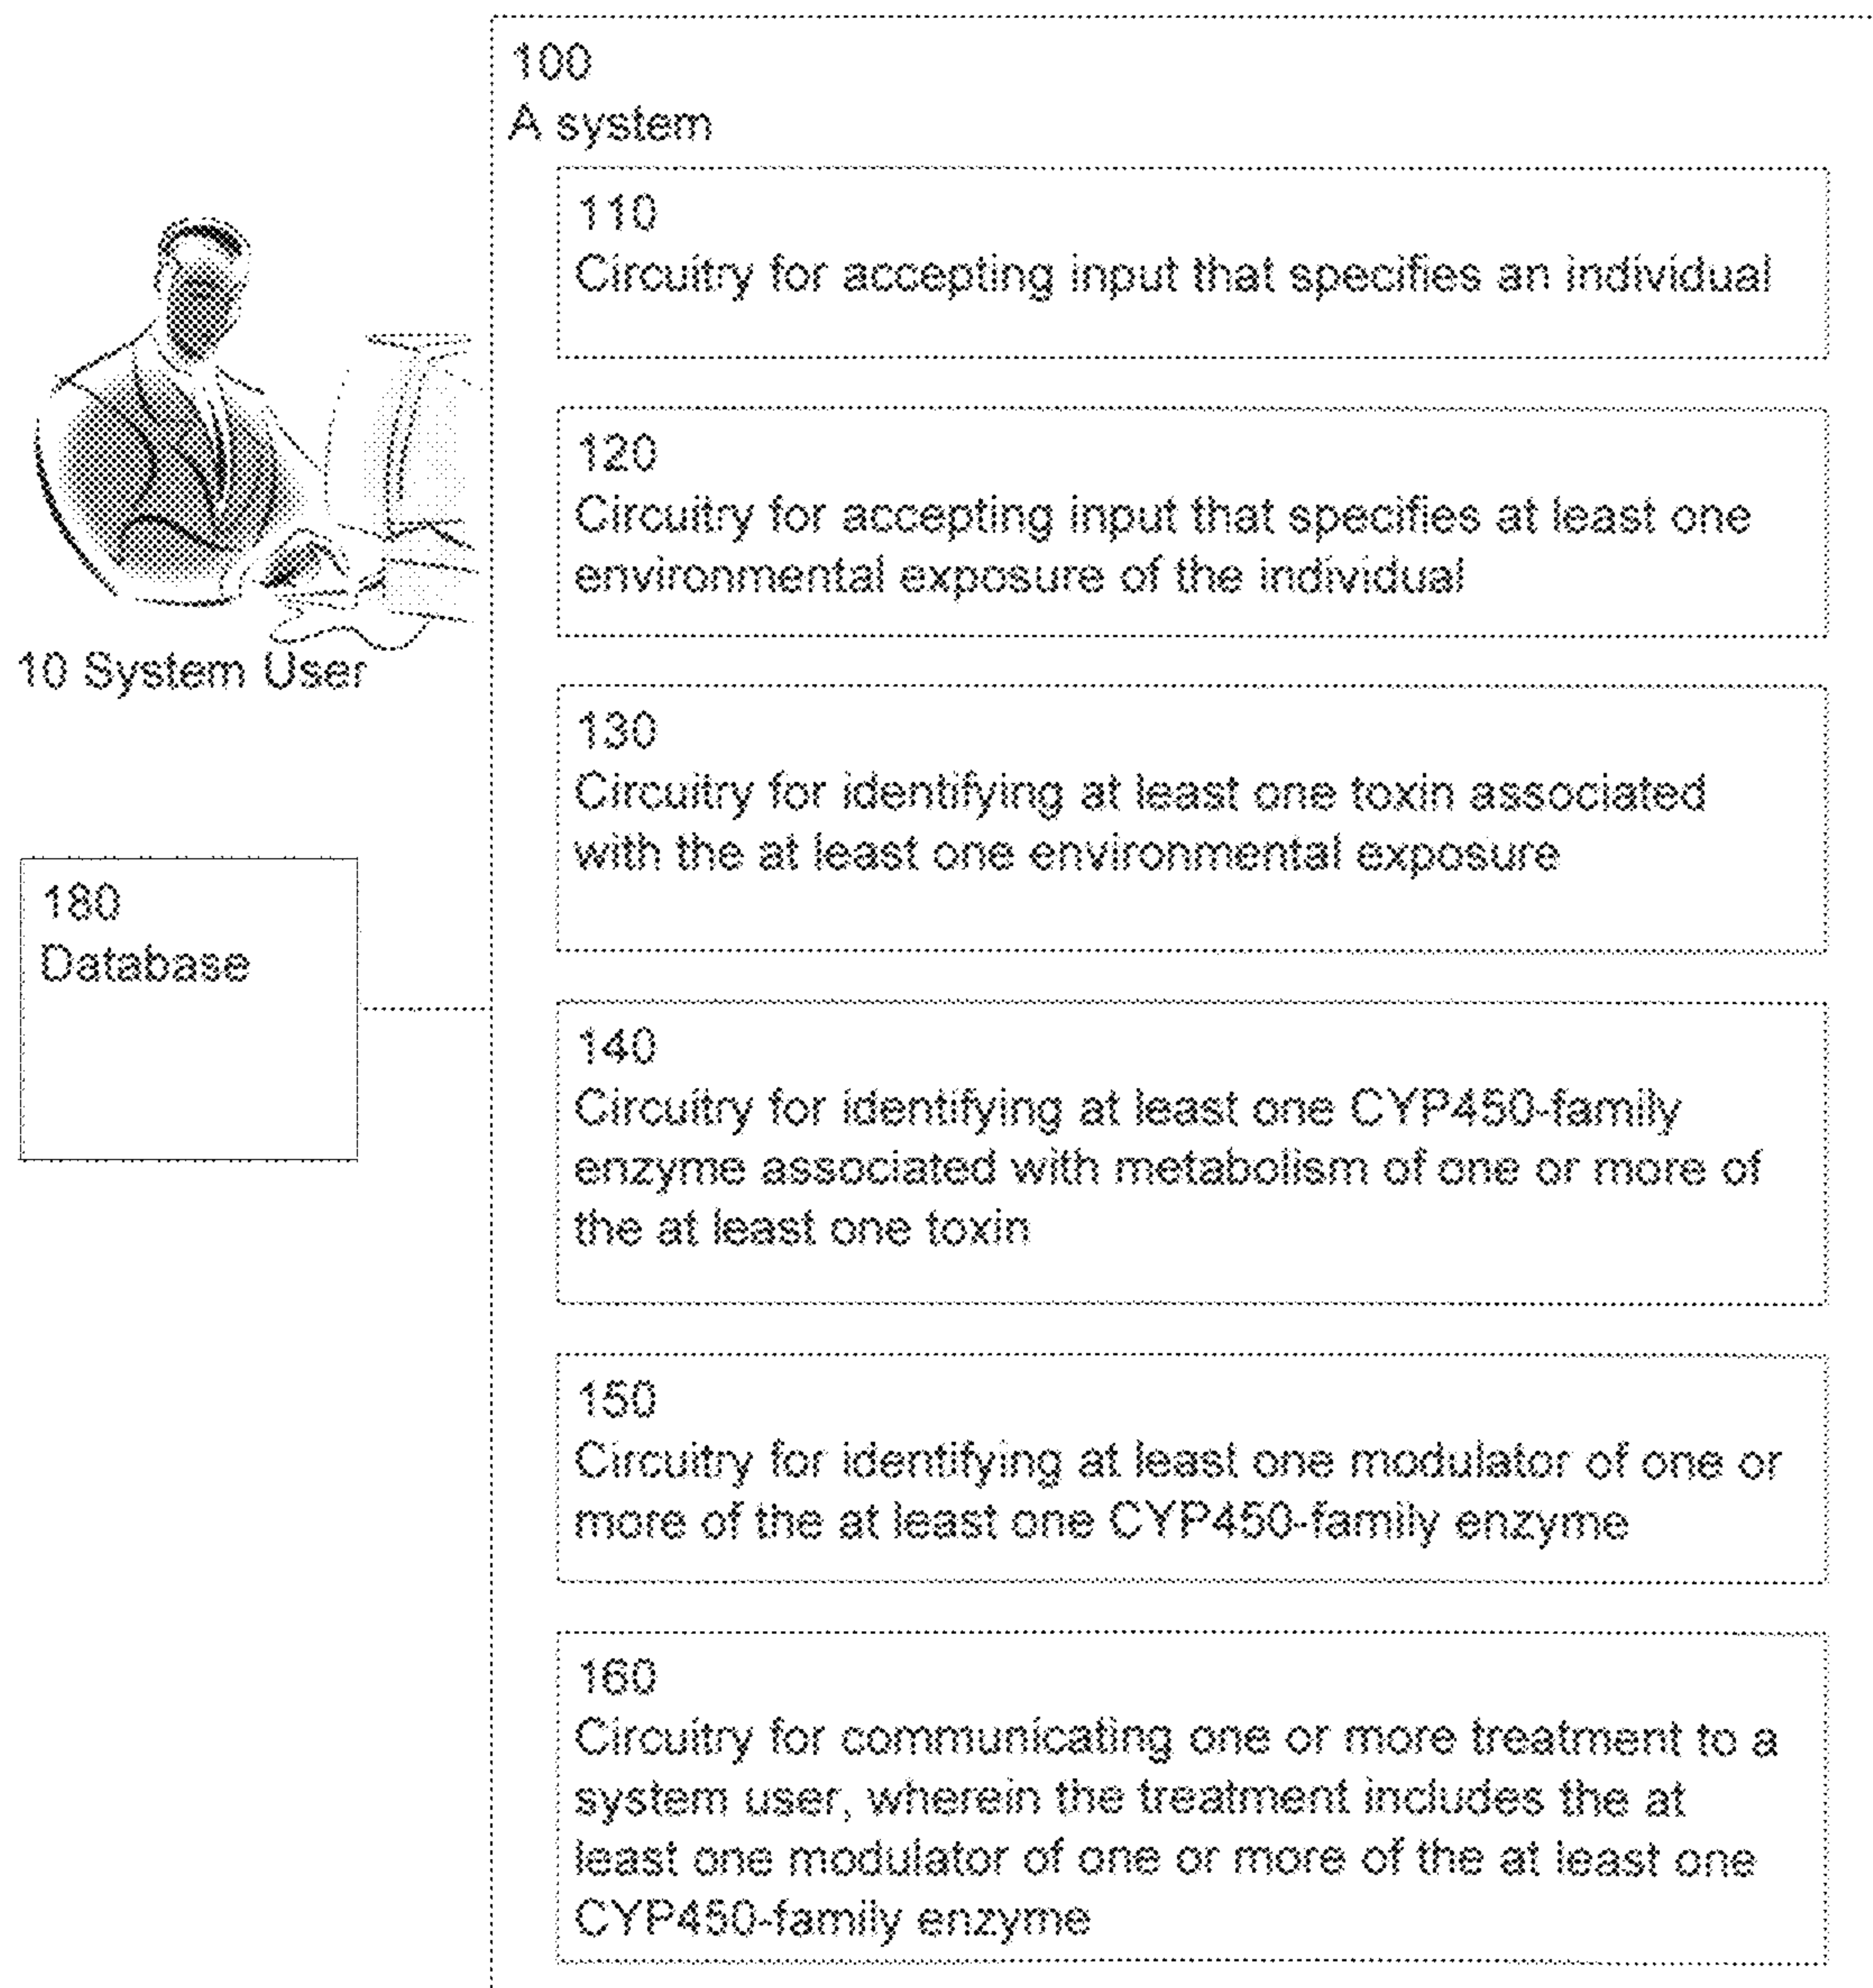 100
A system
110
Circuitry for accepting input that specifies an individual
120
Circuitry for accepting input that specifies at least one
environmental exposure of the individual
10 System User
130
Circuitry for identifying at least one toxin associated
with the at least one environmental exposure
180
Database
140
Circuitry for identifying at least one CYP450-family
enzyme associated with metabolism of one or more of
the at least one toxin
150
Circuitry for identifying at least one modulator of one or
more of the at least one CYP450-family enzyme
160
Circuitry for communicating one or more treatment to a
system user, wherein the treatment includes the at
least one modulator of one or more of the at least one
CYP450-family enzyme